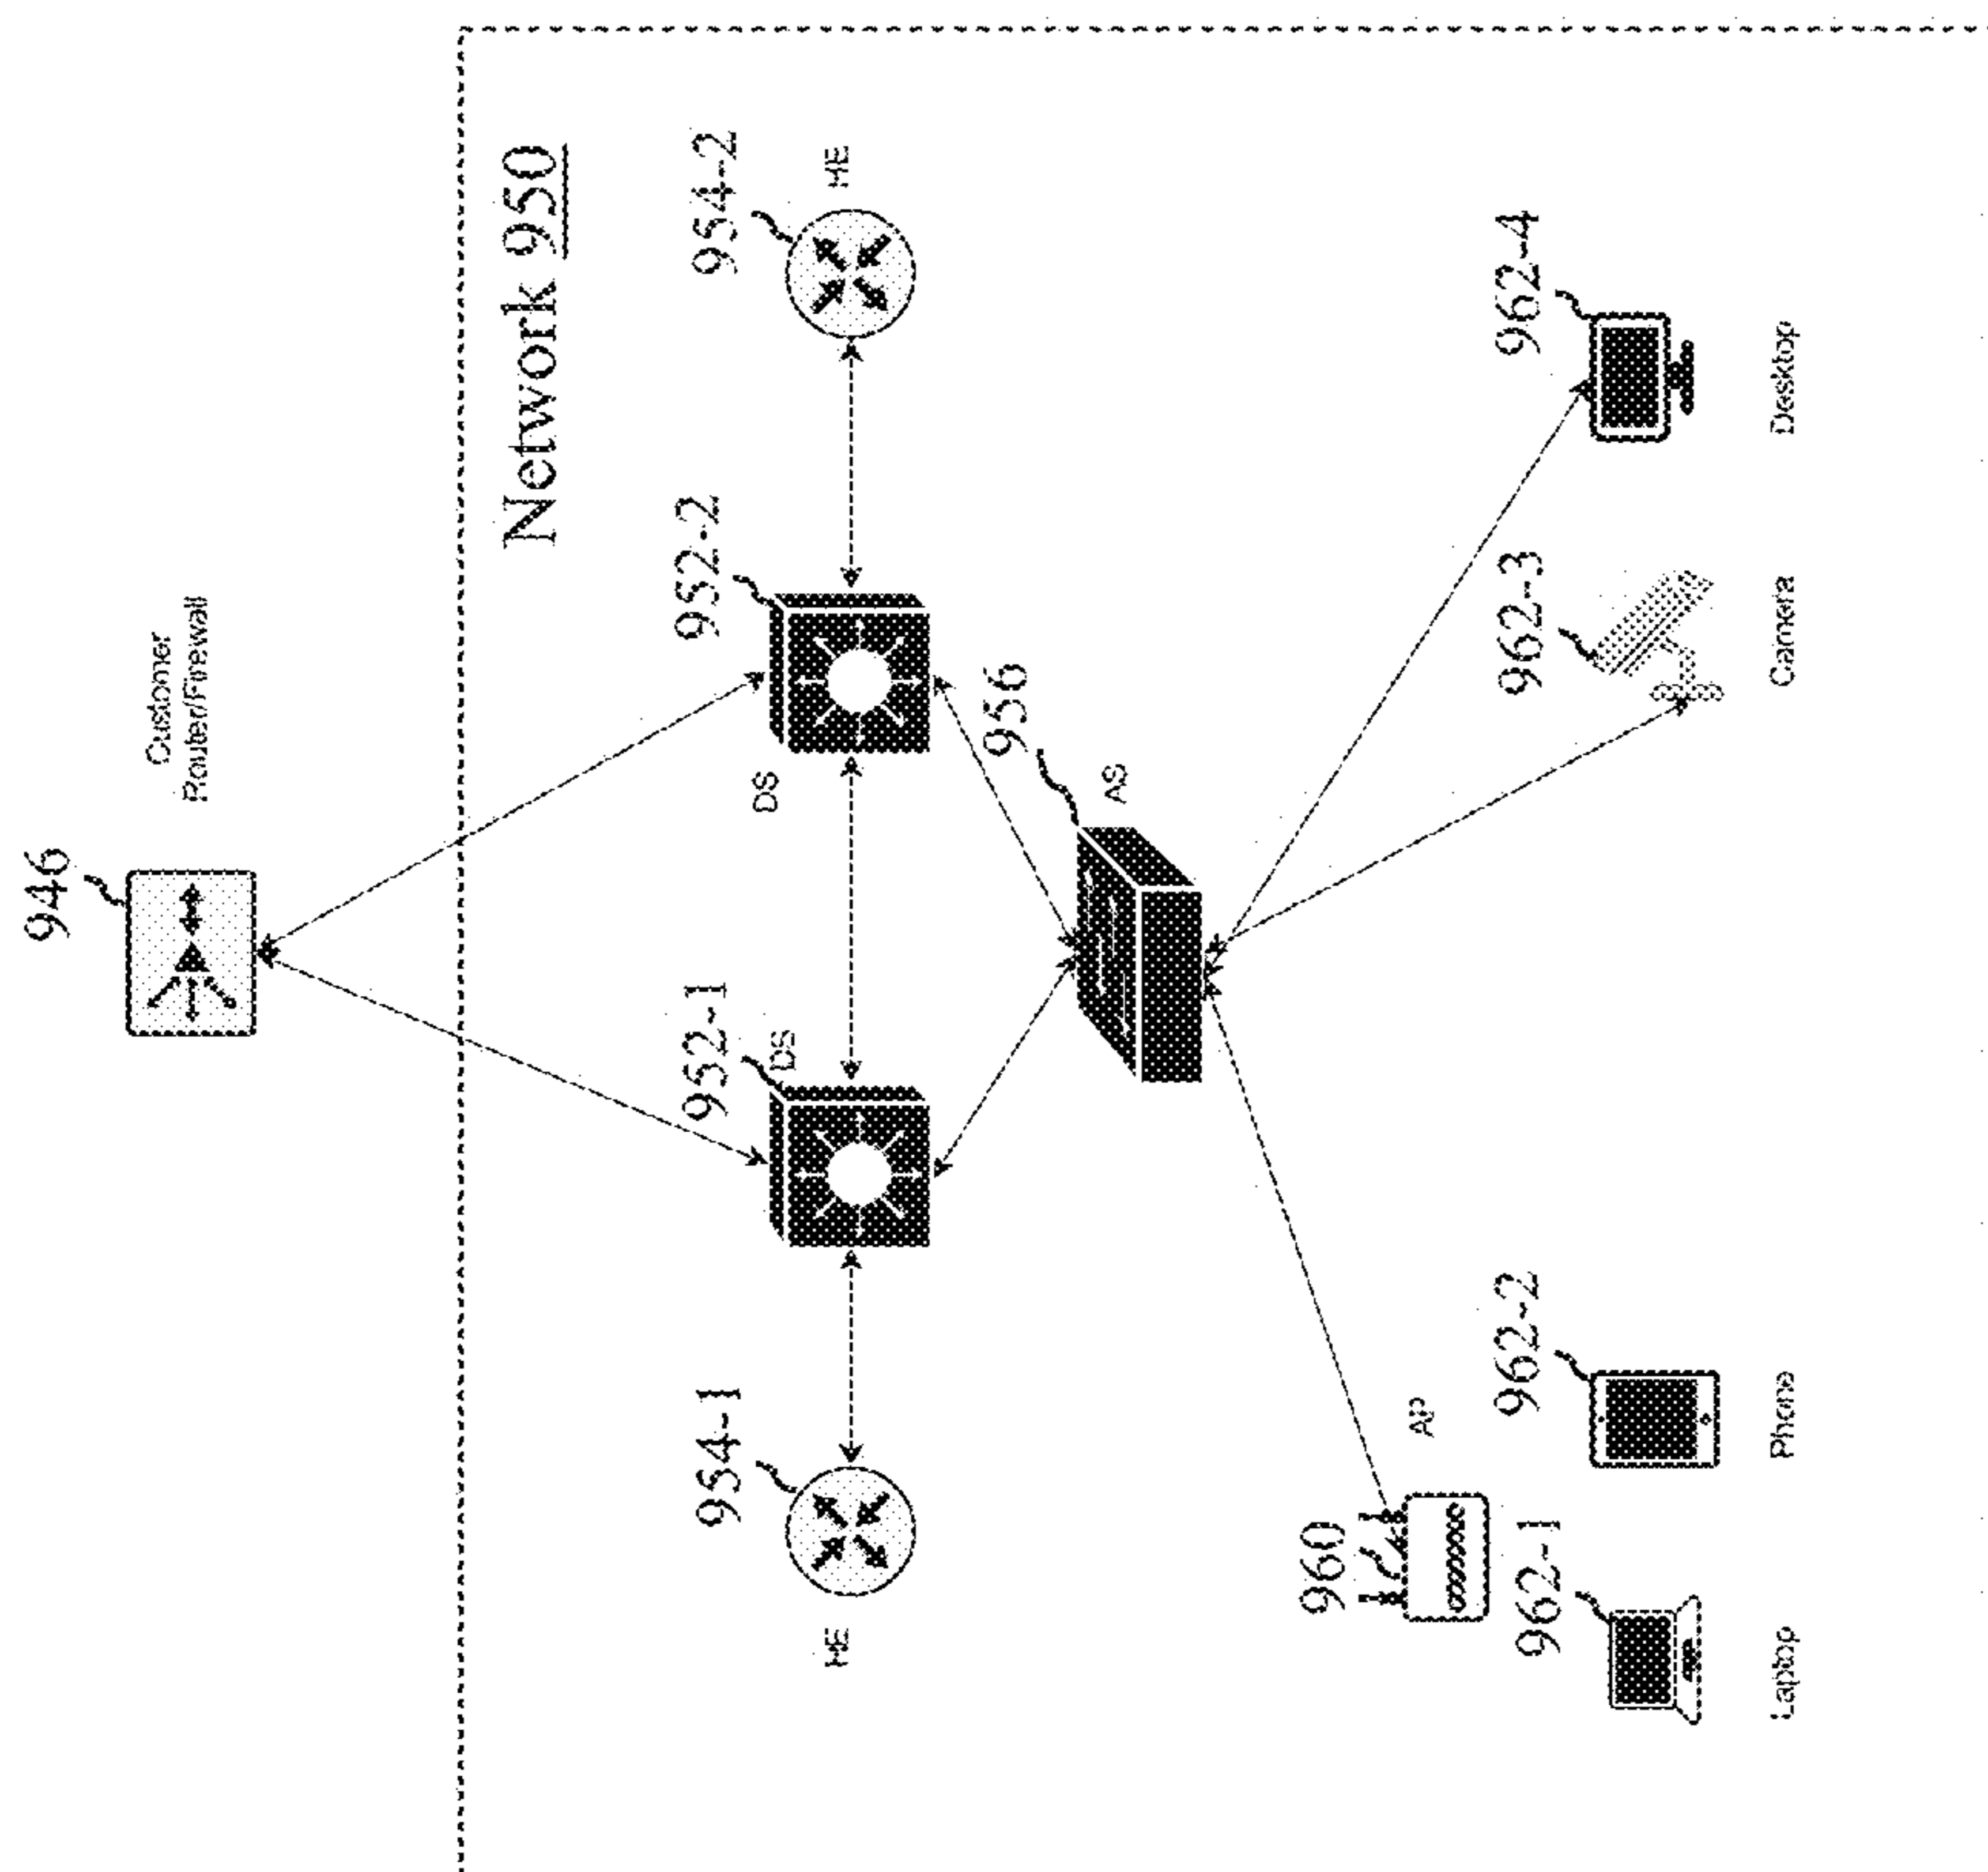 946
Customer
Router/Firewall
Network 950
954-1
HE
952-1
DS
952-2
DS
954-2
HE
956
AS
960
AP
962-1
Laptop
962-2
Phone
962-3
Camera
962-4
Desktop